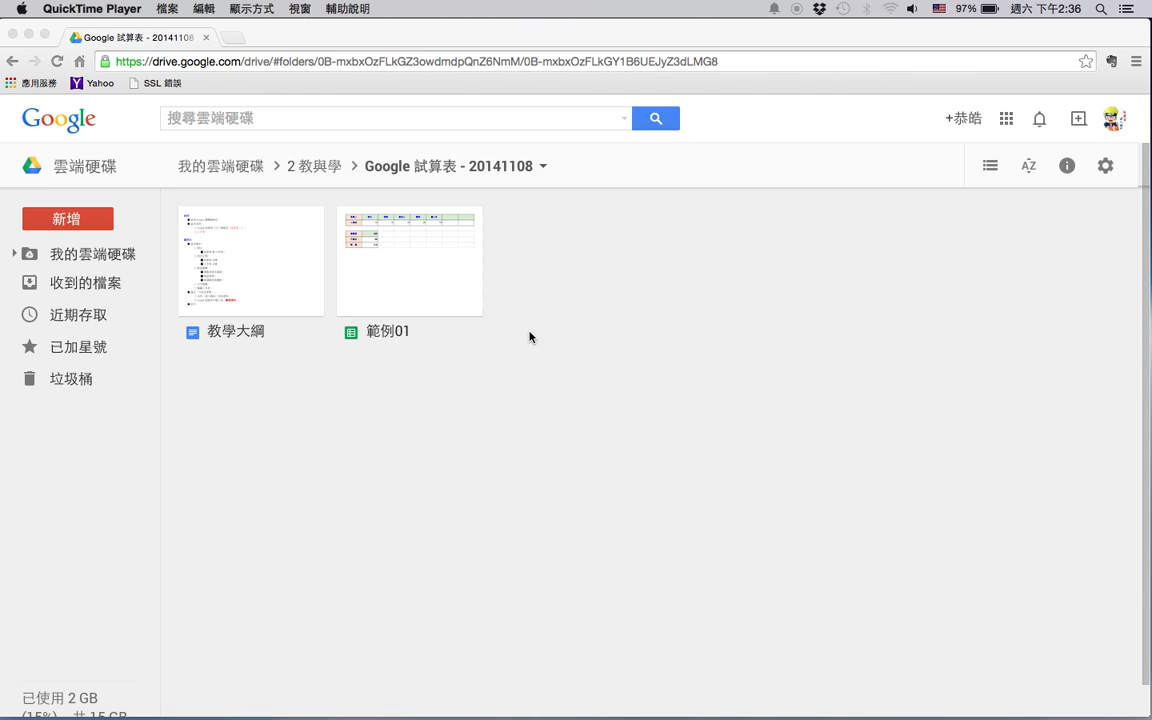 QuickTime Player 檔案 編輯 顯示方式 視窗 輔助說明 97% 週六 下午2:36
Google 試算表 - 20141108
https://drive.google.com/drive/#folders/0B-mxbxOzFLkGZ3owdmdpQnZ6NmM/0B-mxbxOzFLkGY1B6UEJyZ3dLMG8
應用服務 Yahoo SSL 錯誤
Google 搜尋雲端硬碟 +恭皓
雲端硬碟 我的雲端硬碟 > 2 教與學 > Google 試算表 - 20141108
新增
我的雲端硬碟
收到的檔案
近期存取
已加星號
垃圾桶
教學大綱 範例01
已使用 2 GB
(15%)，共 15 GB